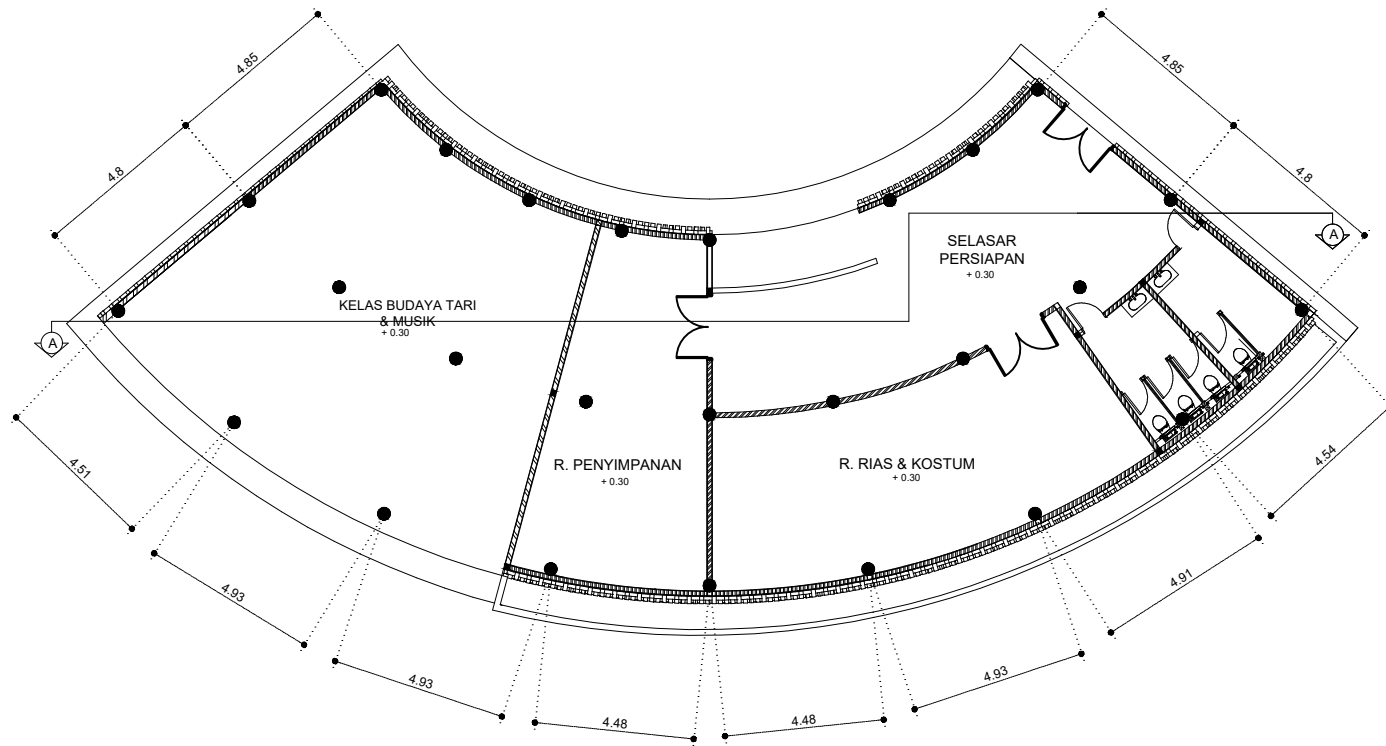 4.85
4.85
4.8
4.8
A
SELASAR
PERSIAPAN
+ 0.30
KELAS BUDAYA TARI
& MUSIK
+ 0.30
A
R. PENYIMPANAN
+ 0.30
R. RIAS & KOSTUM
+ 0.30
4.51
4.54
4.93
4.91
4.93
4.93
4.48
4.48